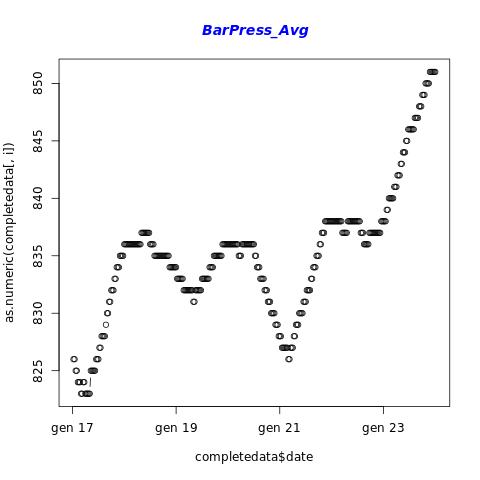 BarPress_Avg
as.numeric(completedata[, i])
850
845
840
835
830
825
gen 17
gen 19
gen 21
gen 23
completedata$date